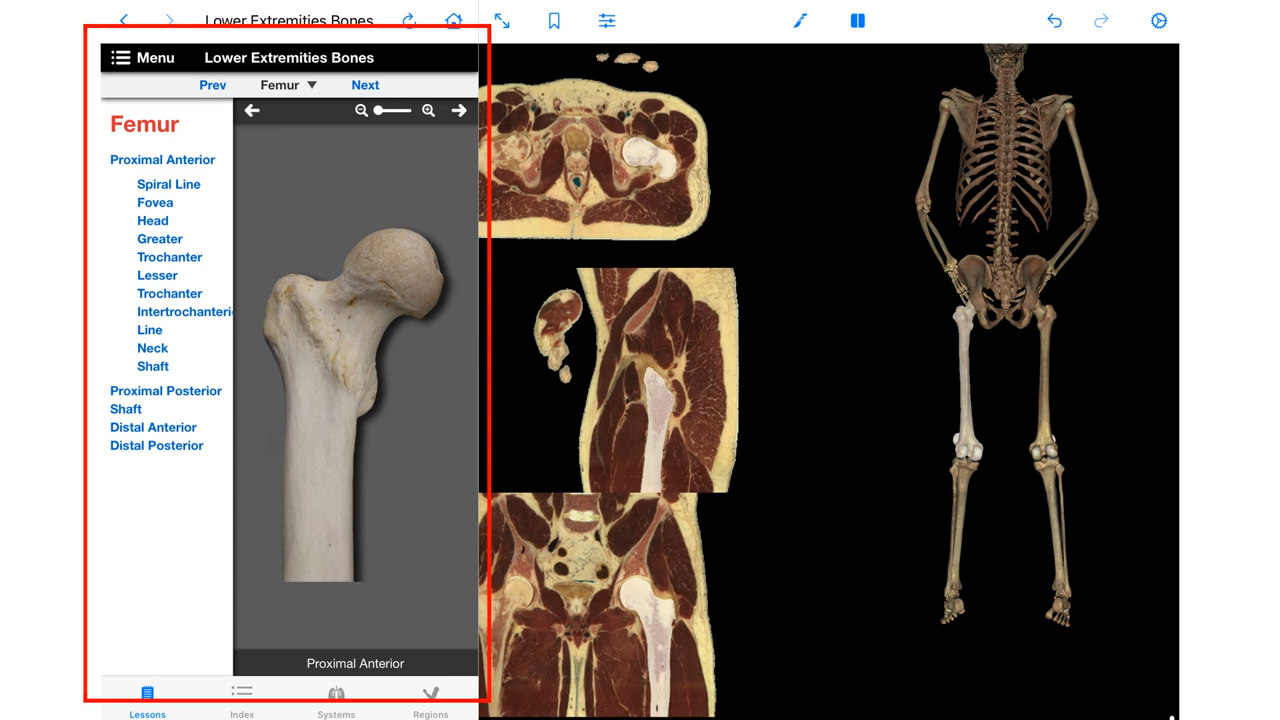 Lower Extremities Bones
Menu Lower Extremities Bones
Prev Femur Next
Femur
Proximal Anterior
Spiral Line
Fovea
Head
Greater
Trochanter
Lesser
Trochanter
Intertrochanteri
Line
Neck
Shaft
Proximal Posterior
Shaft
Distal Anterior
Distal Posterior
Proximal Anterior
Lessons Index Systems Regions